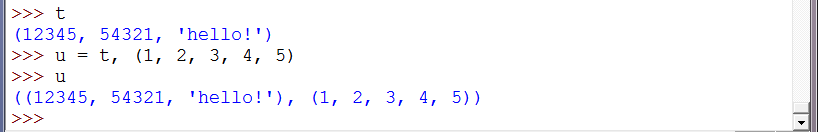 >>> t
(12345, 54321, 'hello!')
>>> u = t, (1, 2, 3, 4, 5)
>>> u
((12345, 54321, 'hello!'), (1, 2, 3, 4, 5))
>>>